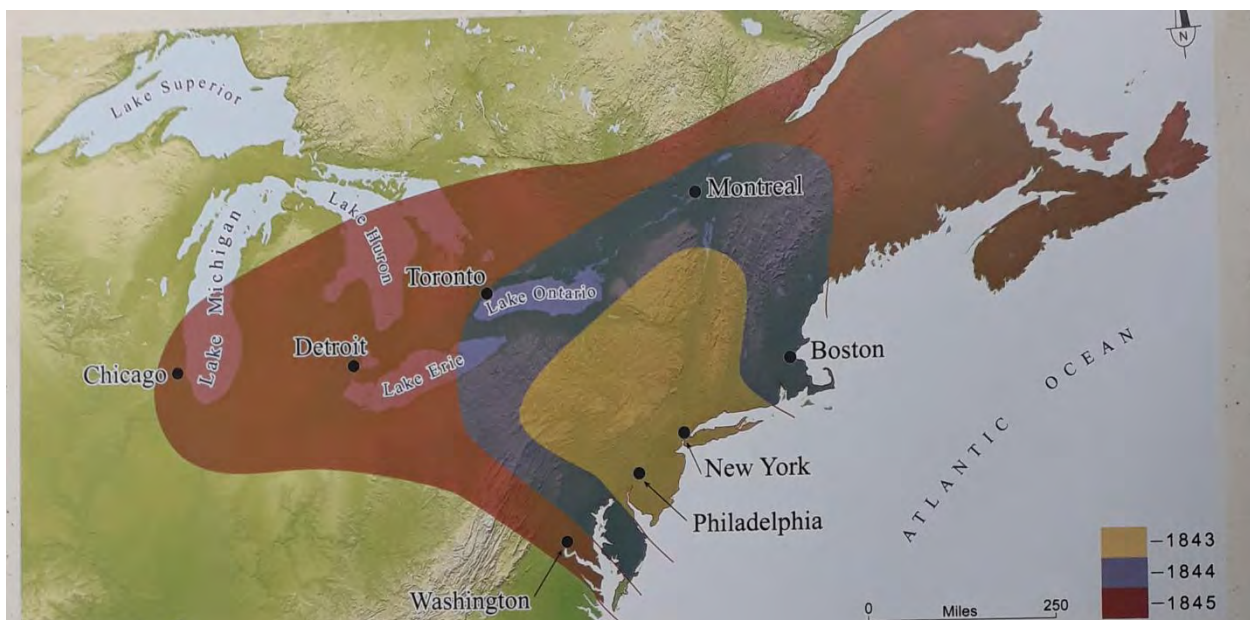 N
Lake Superior
Lake Michigan
Lake Huron
Montreal
Toronto
Lake Ontario
Detroit
Lake Erie
Chicago
Boston
New York
Philadelphia
Washington
ATLANTIC OCEAN
-1843
-1844
-1845
0 Miles 250